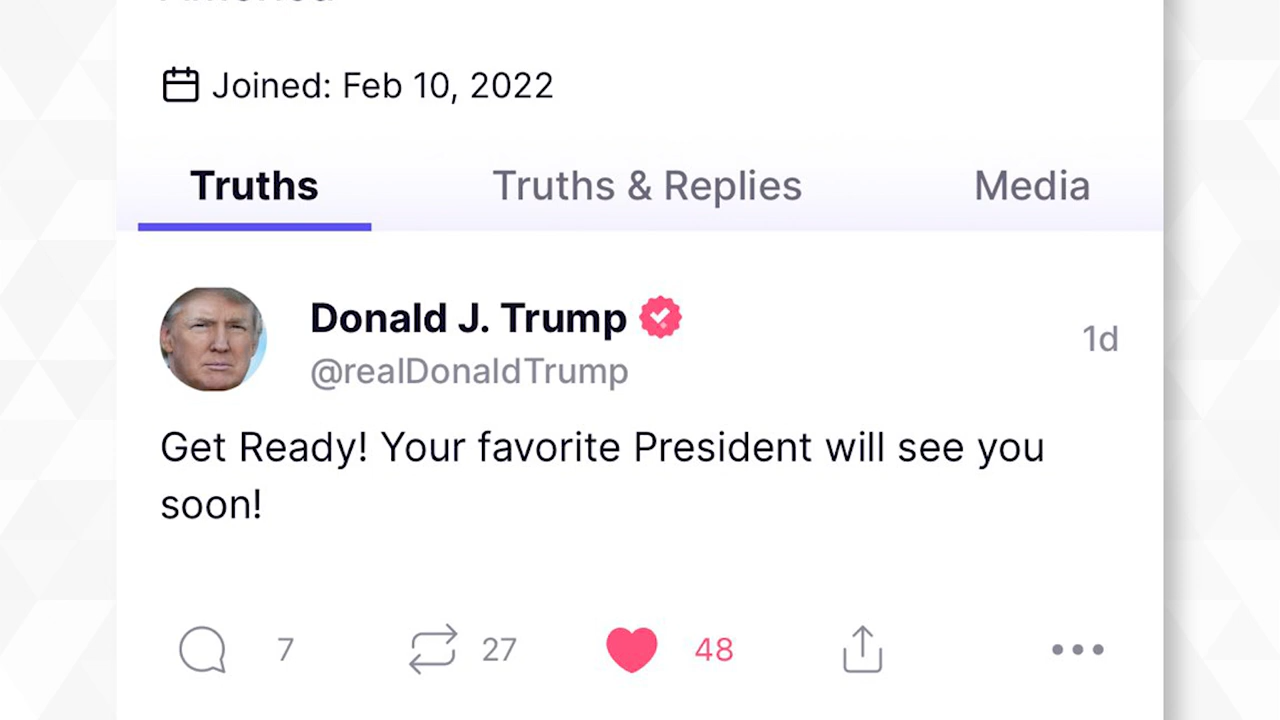 Joined: Feb 10, 2022
Truths
Truths & Replies
Media
Donald J. Trump
@realDonaldTrump
1d
Get Ready! Your favorite President will see you
soon!
7
27
48